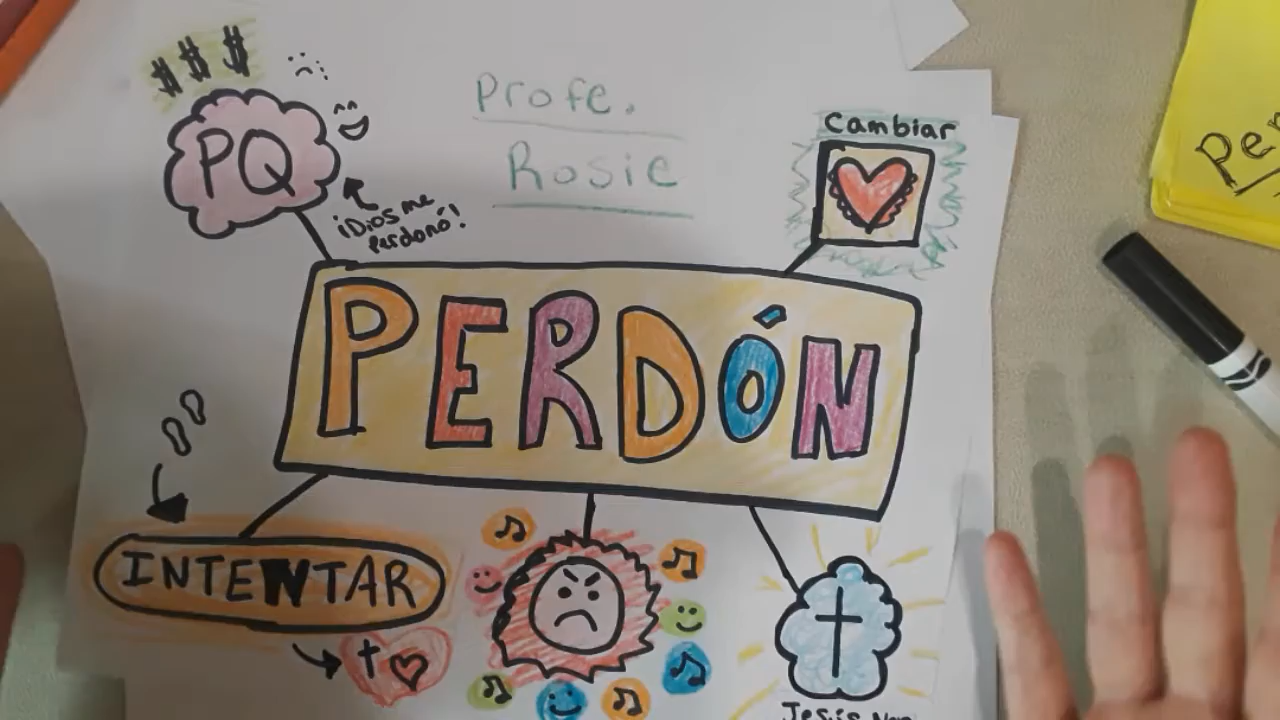 $$$
PQ
¡Dios me
perdonó!
Profe.
Rosie
Cambiar
PERDÓN
INTENTAR
Jesús